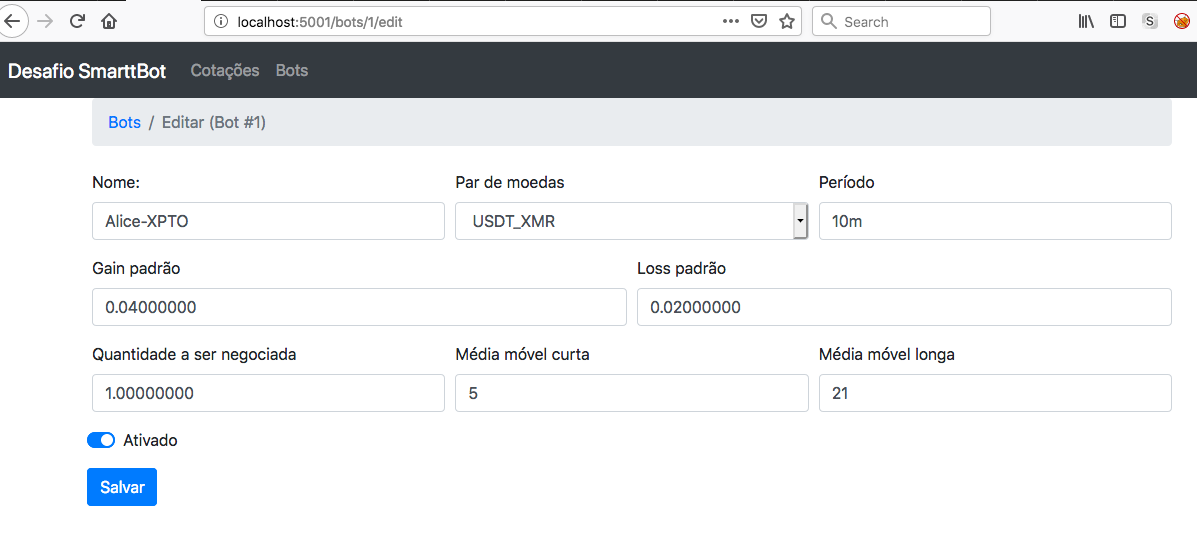 localhost:5001/bots/1/edit
Search
S
Desafio SmarttBot Cotações Bots
Bots / Editar (Bot #1)
Nome: Par de moedas Período
Alice-XPTO USDT_XMR 10m
Gain padrão Loss padrão
0.04000000 0.02000000
Quantidade a ser negociada Média móvel curta Média móvel longa
1.00000000 5 21
Ativado
Salvar